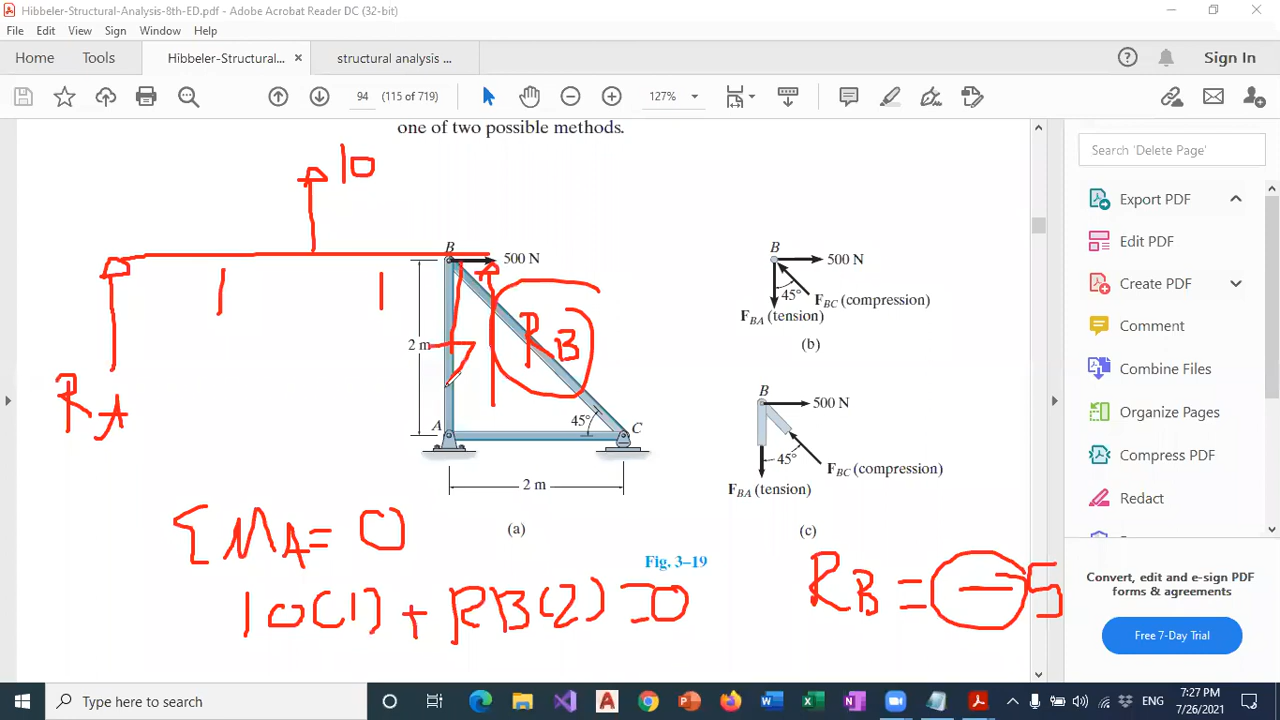 Hibbeler-Structural-Analysis-8th-ED.pdf - Adobe Acrobat Reader DC (32-bit)
File Edit View Sign Window Help
Home Tools Hibbeler-Structural... × structural analysis ... Sign In
94 (115 of 719) 127%
one of two possible methods.
10
B
500 N
RB
2 m
A
45°
C
2 m
(a)
RA
B
500 N
45°
F_BC (compression)
F_BA (tension)
(b)
B
500 N
45°
F_BC (compression)
F_BA (tension)
(c)
Fig. 3–19
1 1
ΣMA = 0
10(1) + RB(2) = 0
RB = -5
Search 'Delete Page'
Export PDF
Edit PDF
Create PDF
Comment
Combine Files
Organize Pages
Compress PDF
Redact
Convert, edit and e-sign PDF
forms & agreements
Free 7-Day Trial
Type here to search
ENG
7:27 PM
7/26/2021